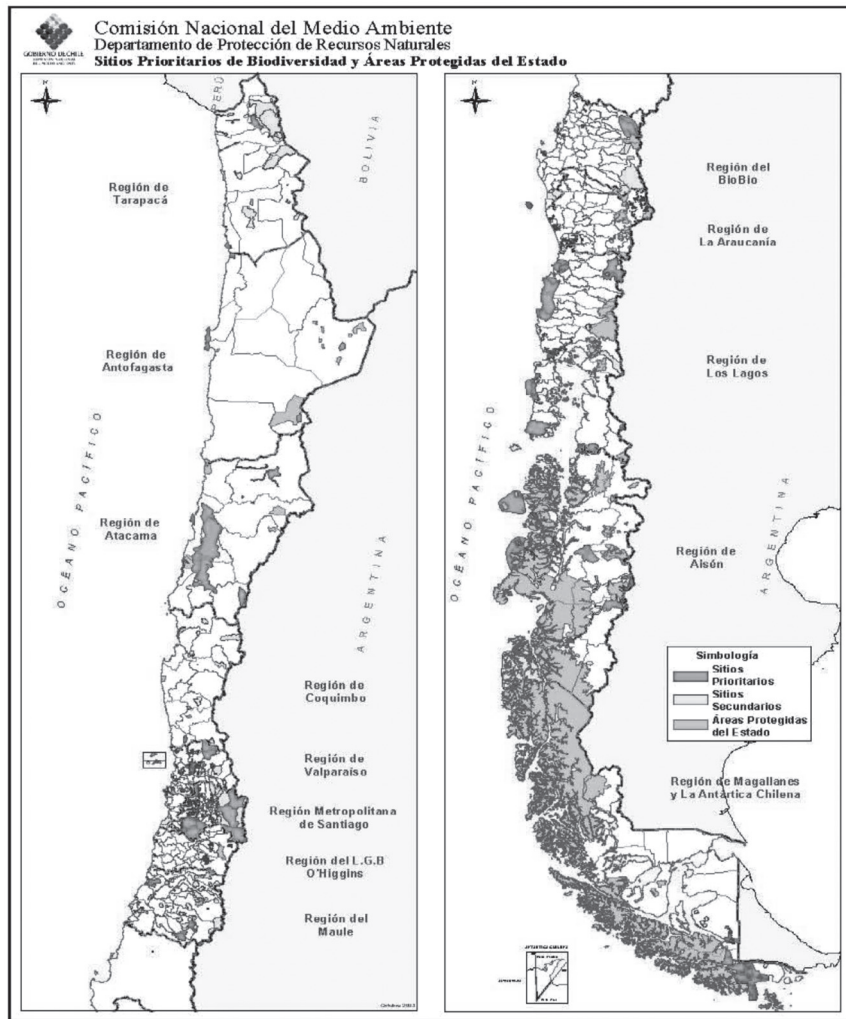 GOBIERNO DE CHILE
Comisión Nacional del Medio Ambiente
Departamento de Protección de Recursos Naturales
Sitios Prioritarios de Biodiversidad y Áreas Protegidas del Estado
PERÚ
BOLIVIA
Región de
Tarapacá
Región de
Antofagasta
OCÉANO PACÍFICO
Región de
Atacama
ARGENTINA
Región de
Coquimbo
Región de
Valparaíso
Región Metropolitana
de Santiago
Región del L.G.B
O'Higgins
Región del
Maule
Región del
BioBio
Región de
La Araucanía
Región de
Los Lagos
OCÉANO PACÍFICO
ARGENTINA
Región de
Aisén
Simbología
Sitios
Prioritarios
Sitios
Secundarios
Áreas Protegidas
del Estado
Región de Magallanes
y La Antártica Chilena